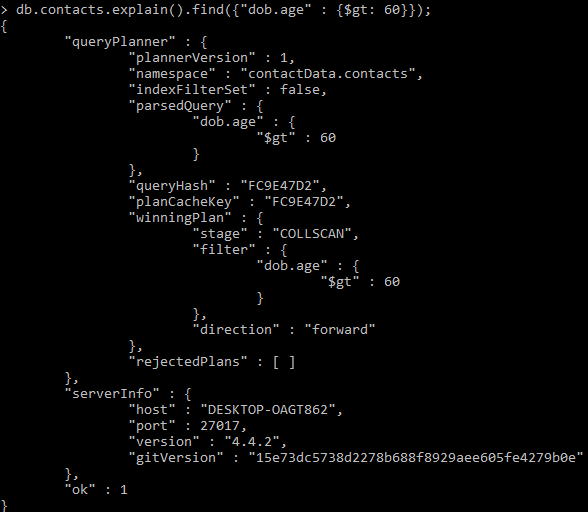 > db.contacts.explain().find({"dob.age" : {$gt: 60}});
{
        "queryPlanner" : {
                "plannerVersion" : 1,
                "namespace" : "contactData.contacts",
                "indexFilterSet" : false,
                "parsedQuery" : {
                        "dob.age" : {
                                "$gt" : 60
                        }
                },
                "queryHash" : "FC9E47D2",
                "planCacheKey" : "FC9E47D2",
                "winningPlan" : {
                        "stage" : "COLLSCAN",
                        "filter" : {
                                "dob.age" : {
                                        "$gt" : 60
                                }
                        },
                        "direction" : "forward"
                },
                "rejectedPlans" : [ ]
        },
        "serverInfo" : {
                "host" : "DESKTOP-OAGT862",
                "port" : 27017,
                "version" : "4.4.2",
                "gitVersion" : "15e73dc5738d2278b688f8929aee605fe4279b0e"
        },
        "ok" : 1
}